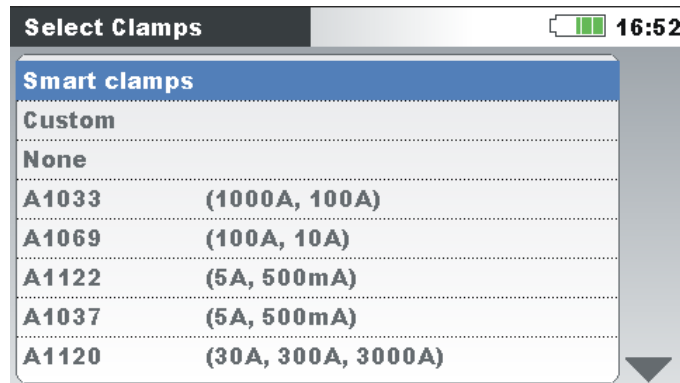 Select Clamps 16:52
Smart clamps
Custom
None
A1033 (1000A, 100A)
A1069 (100A, 10A)
A1122 (5A, 500mA)
A1037 (5A, 500mA)
A1120 (30A, 300A, 3000A)